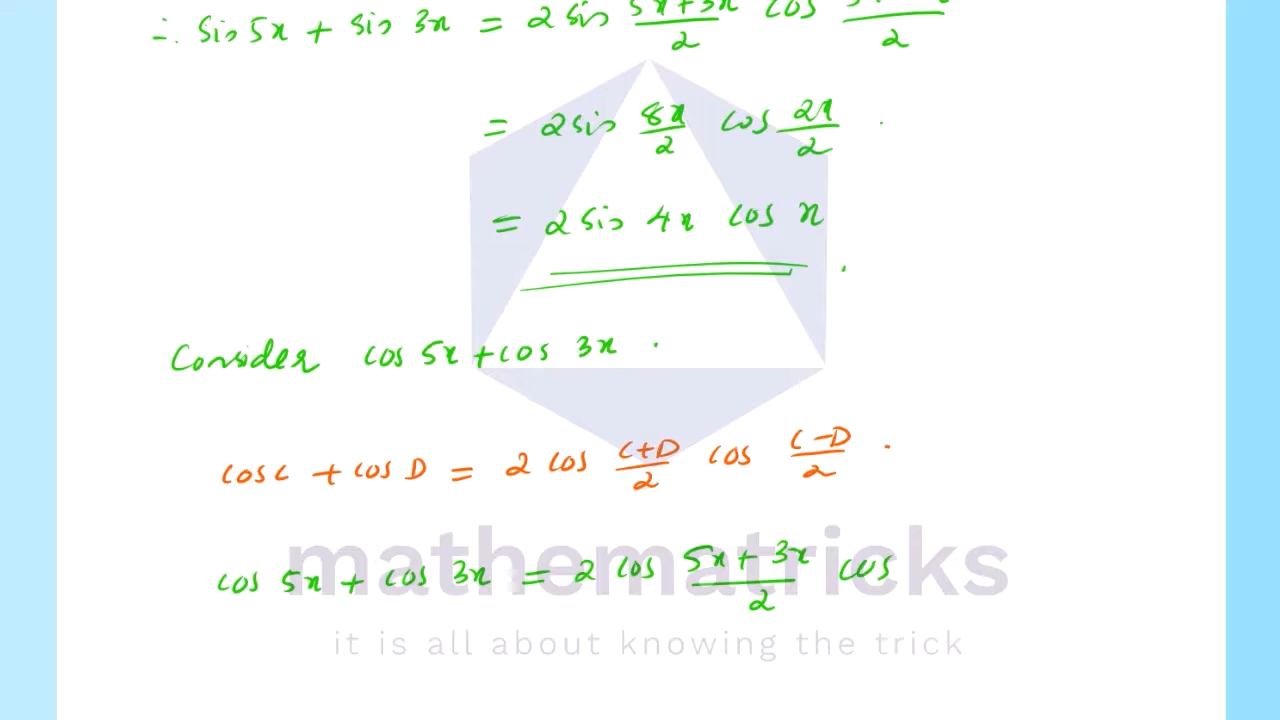 ∴ sin 5x + sin 3x = 2 sin (5x+3x)/2 cos /2
= 2 sin 8x/2 cos 2x/2 .
= 2 sin 4x cos x .
Consider cos 5x + cos 3x .
cos C + cos D = 2 cos (C+D)/2 cos (C-D)/2 .
cos 5x + cos 3x = 2 cos (5x + 3x)/2 cos
mathematricks
it is all about knowing the trick